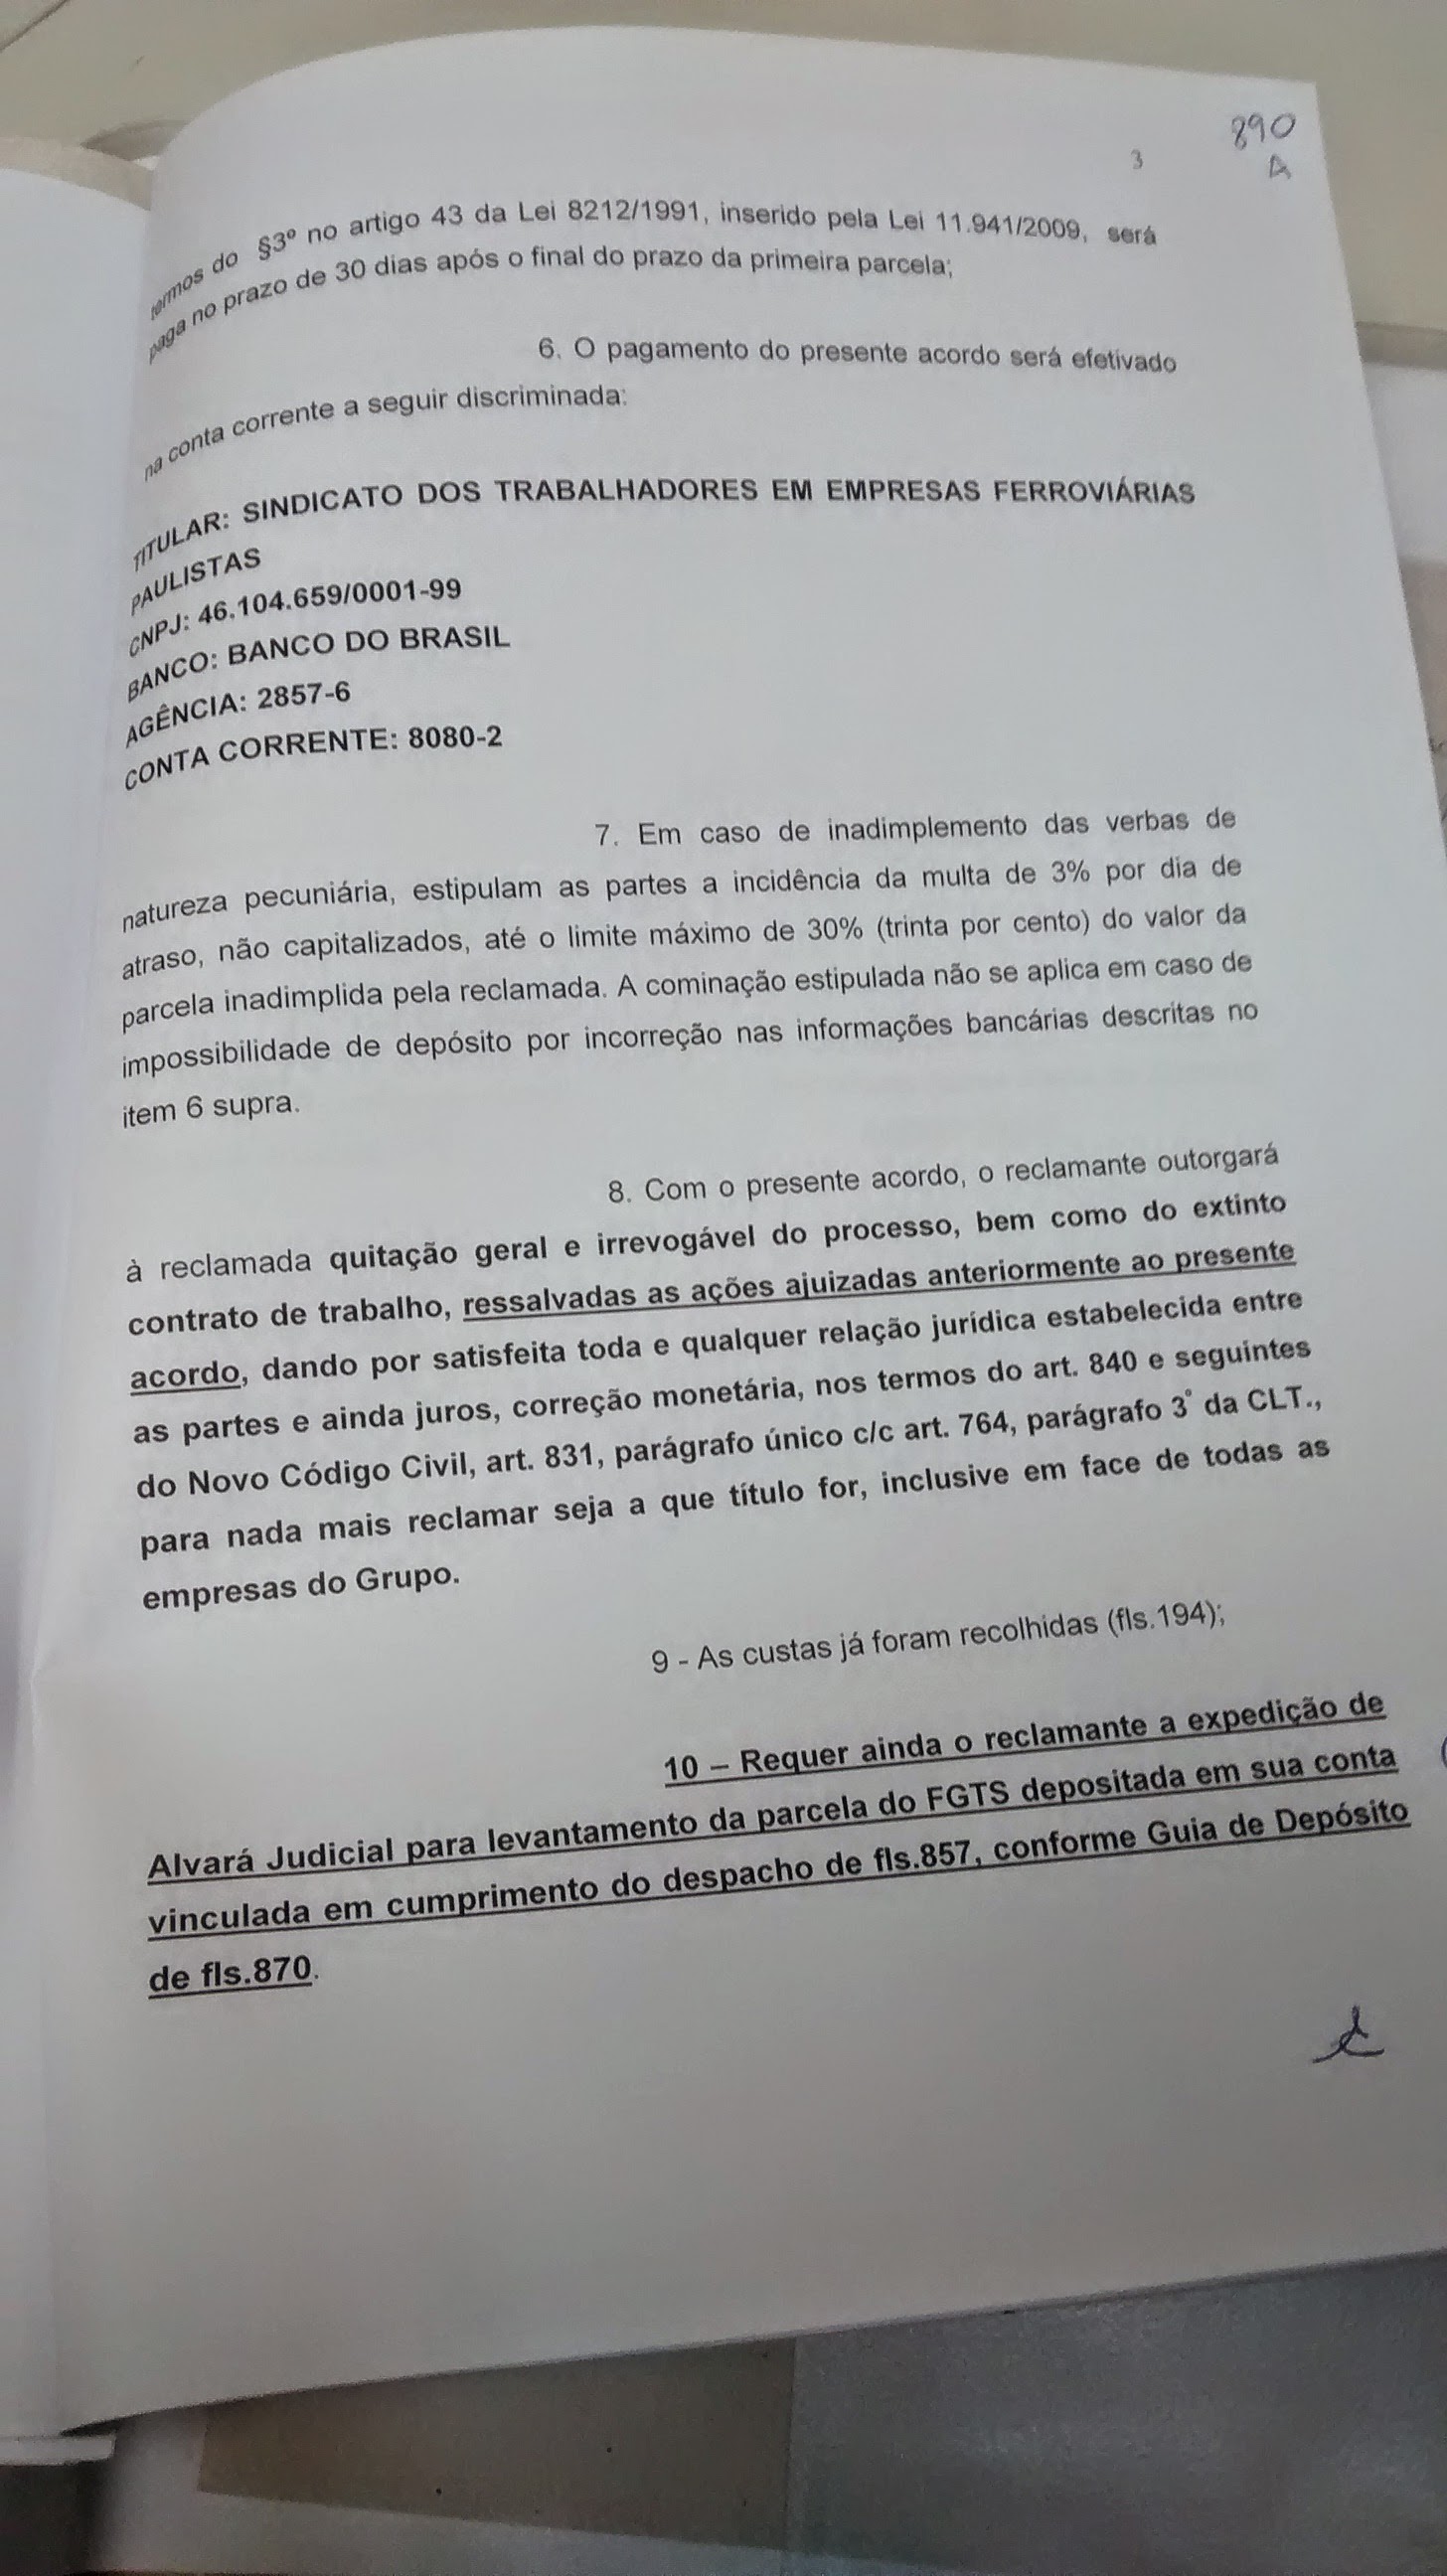 890
A
3
termos do §3º no artigo 43 da Lei 8212/1991, inserido pela Lei 11.941/2009, será
paga no prazo de 30 dias após o final do prazo da primeira parcela;
6. O pagamento do presente acordo será efetivado
na conta corrente a seguir discriminada:
TITULAR: SINDICATO DOS TRABALHADORES EM EMPRESAS FERROVIÁRIAS
PAULISTAS
CNPJ: 46.104.659/0001-99
BANCO: BANCO DO BRASIL
AGÊNCIA: 2857-6
CONTA CORRENTE: 8080-2
7. Em caso de inadimplemento das verbas de
natureza pecuniária, estipulam as partes a incidência da multa de 3% por dia de
atraso, não capitalizados, até o limite máximo de 30% (trinta por cento) do valor da
parcela inadimplida pela reclamada. A cominação estipulada não se aplica em caso de
impossibilidade de depósito por incorreção nas informações bancárias descritas no
item 6 supra.
8. Com o presente acordo, o reclamante outorgará
à reclamada quitação geral e irrevogável do processo, bem como do extinto
contrato de trabalho, ressalvadas as ações ajuizadas anteriormente ao presente
acordo, dando por satisfeita toda e qualquer relação jurídica estabelecida entre
as partes e ainda juros, correção monetária, nos termos do art. 840 e seguintes
do Novo Código Civil, art. 831, parágrafo único c/c art. 764, parágrafo 3° da CLT.,
para nada mais reclamar seja a que título for, inclusive em face de todas as
empresas do Grupo.
9 - As custas já foram recolhidas (fls.194);
10 – Requer ainda o reclamante a expedição de
Alvará Judicial para levantamento da parcela do FGTS depositada em sua conta
vinculada em cumprimento do despacho de fls.857, conforme Guia de Depósito
de fls.870.